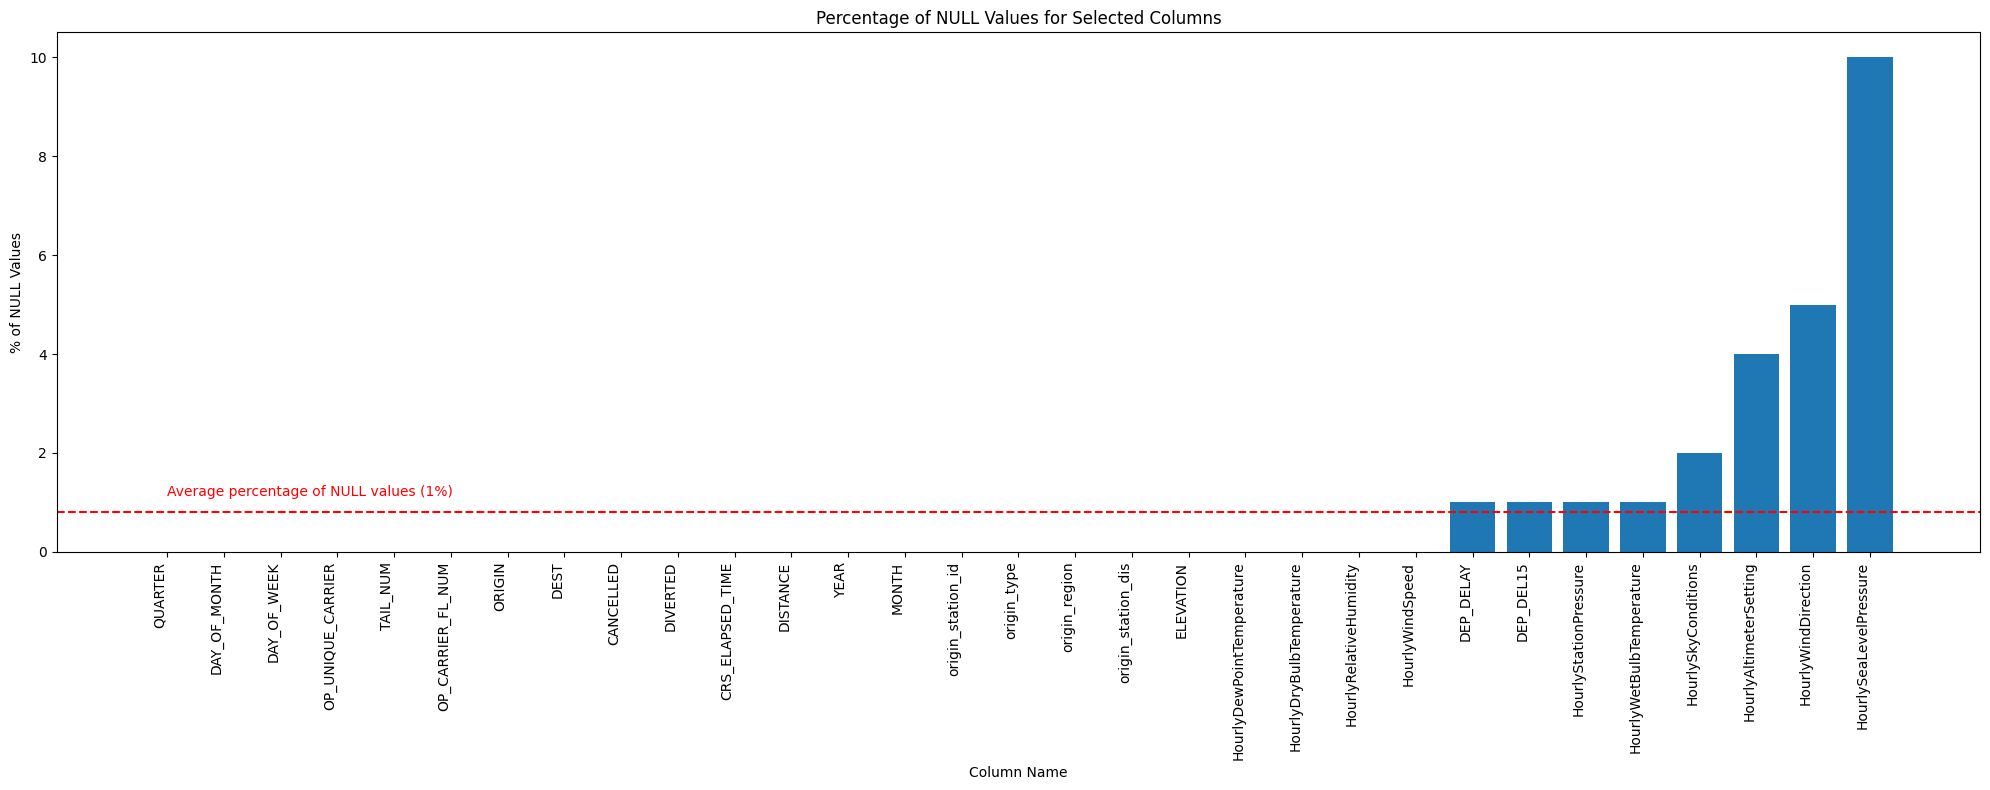 Percentage of NULL Values for Selected Columns
% of NULL Values
10
8
6
4
2
0
Average percentage of NULL values (1%)
QUARTER
DAY_OF_MONTH
DAY_OF_WEEK
OP_UNIQUE_CARRIER
TAIL_NUM
OP_CARRIER_FL_NUM
ORIGIN
DEST
CANCELLED
DIVERTED
CRS_ELAPSED_TIME
DISTANCE
YEAR
MONTH
origin_station_id
origin_type
origin_region
origin_station_dis
ELEVATION
HourlyDewPointTemperature
HourlyDryBulbTemperature
HourlyRelativeHumidity
HourlyWindSpeed
DEP_DELAY
DEP_DEL15
HourlyStationPressure
HourlyWetBulbTemperature
HourlySkyConditions
HourlyAltimeterSetting
HourlyWindDirection
HourlySeaLevelPressure
Column Name